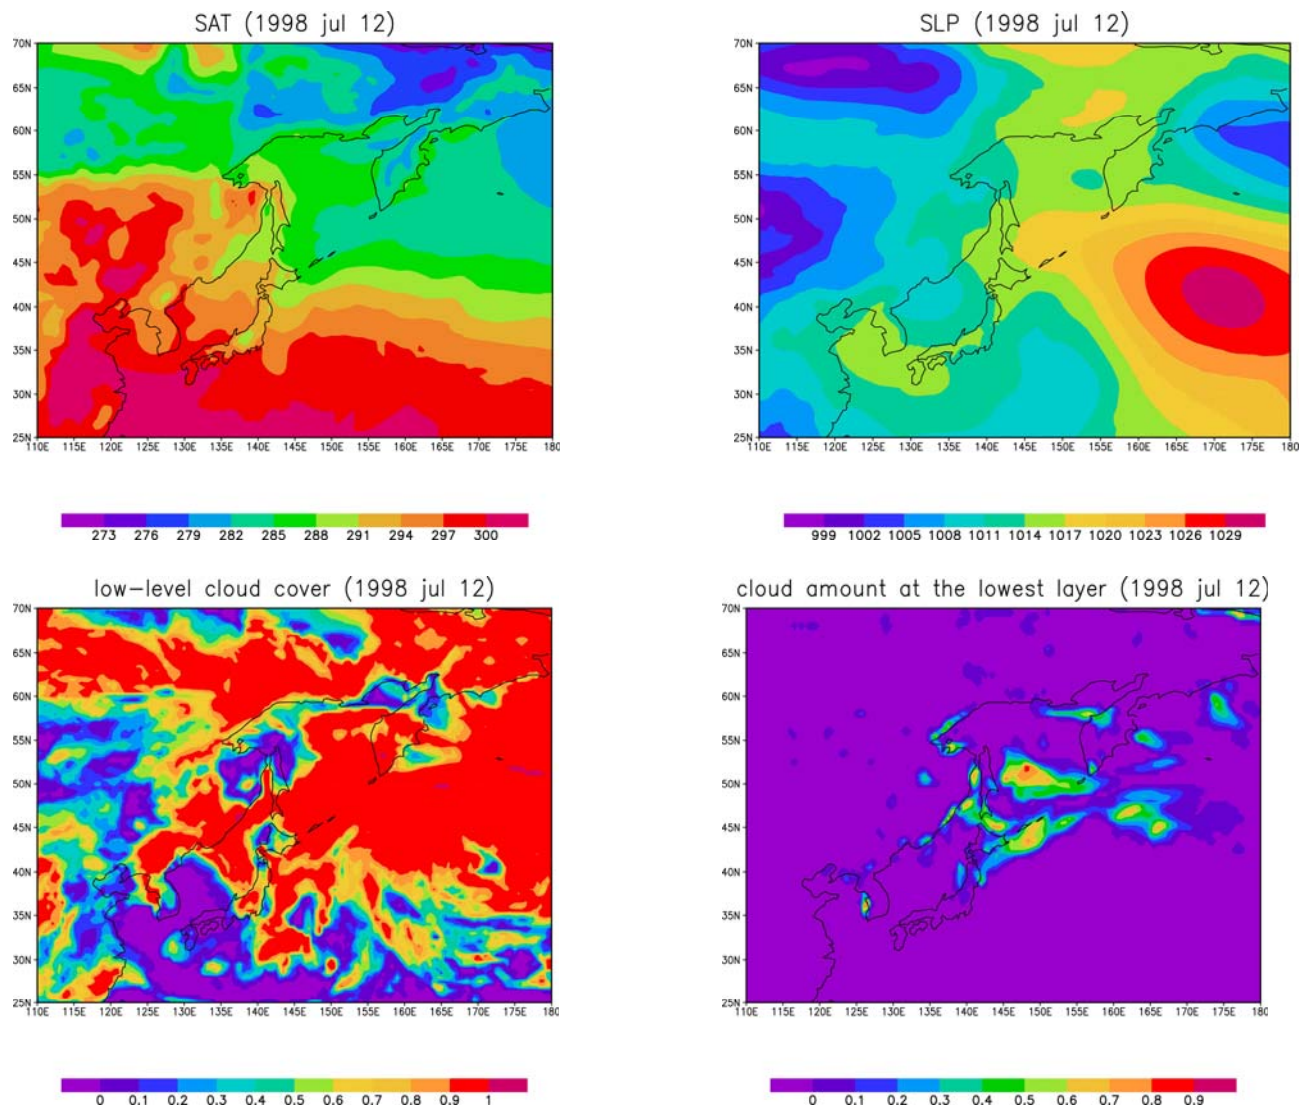 SAT (1998 jul 12)
70N
65N
60N
55N
50N
45N
40N
35N
30N
25N
110E 115E 120E 125E 130E 135E 140E 145E 150E 155E 160E 165E 170E 175E 180
273 276 279 282 285 288 291 294 297 300
SLP (1998 jul 12)
70N
65N
60N
55N
50N
45N
40N
35N
30N
25N
110E 115E 120E 125E 130E 135E 140E 145E 150E 155E 160E 165E 170E 175E 180
999 1002 1005 1008 1011 1014 1017 1020 1023 1026 1029
low-level cloud cover (1998 jul 12)
70N
65N
60N
55N
50N
45N
40N
35N
30N
25N
110E 115E 120E 125E 130E 135E 140E 145E 150E 155E 160E 165E 170E 175E 180
0 0.1 0.2 0.3 0.4 0.5 0.6 0.7 0.8 0.9 1
cloud amount at the lowest layer (1998 jul 12)
70N
65N
60N
55N
50N
45N
40N
35N
30N
25N
110E 115E 120E 125E 130E 135E 140E 145E 150E 155E 160E 165E 170E 175E 180
0 0.1 0.2 0.3 0.4 0.5 0.6 0.7 0.8 0.9